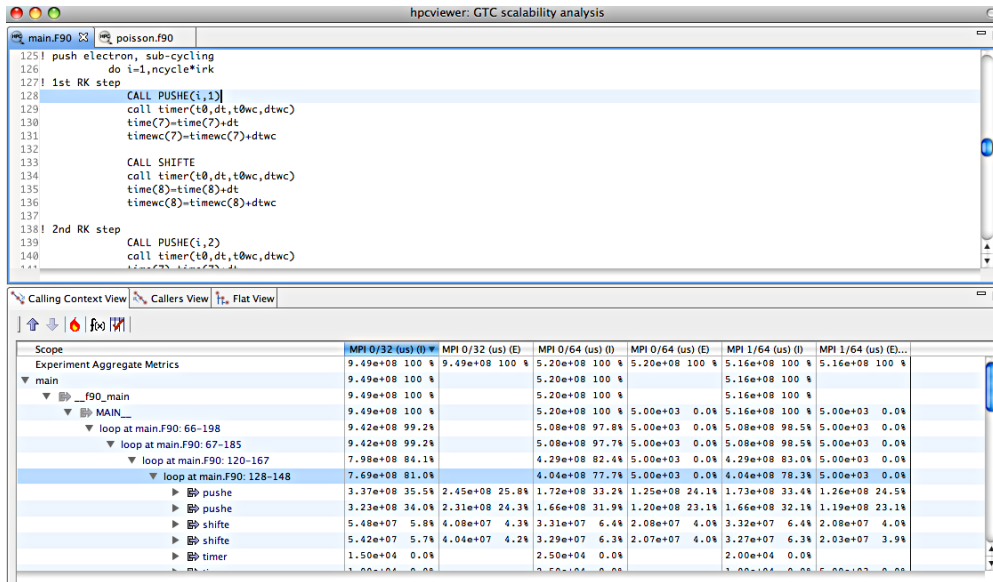 hpcviewer: GTC scalability analysis
main.F90 poisson.f90
125! push electron, sub-cycling
126 do i=1,ncycle*irk
127! 1st RK step
128 CALL PUSHE(i,1)
129 call timer(t0,dt,t0wc,dtwc)
130 time(7)=time(7)+dt
131 timewc(7)=timewc(7)+dtwc
132
133 CALL SHIFTE
134 call timer(t0,dt,t0wc,dtwc)
135 time(8)=time(8)+dt
136 timewc(8)=timewc(8)+dtwc
137
138! 2nd RK step
139 CALL PUSHE(i,2)
140 call timer(t0,dt,t0wc,dtwc)
Calling Context View Callers View Flat View
f(x)
Scope MPI 0/32 (us) (I) MPI 0/32 (us) (E) MPI 0/64 (us) (I) MPI 0/64 (us) (E) MPI 1/64 (us) (I) MPI 1/64 (us) (E)...
Experiment Aggregate Metrics 9.49e+08 100 % 9.49e+08 100 % 5.20e+08 100 % 5.20e+08 100 % 5.16e+08 100 % 5.16e+08 100 %
main 9.49e+08 100 % 5.20e+08 100 % 5.16e+08 100 %
__f90_main 9.49e+08 100 % 5.20e+08 100 % 5.16e+08 100 %
MAIN__ 9.49e+08 100 % 5.20e+08 100 % 5.00e+03 0.0% 5.16e+08 100 % 5.00e+03 0.0%
loop at main.F90: 66-198 9.42e+08 99.2% 5.08e+08 97.8% 5.00e+03 0.0% 5.08e+08 98.5% 5.00e+03 0.0%
loop at main.F90: 67-185 9.42e+08 99.2% 5.08e+08 97.7% 5.00e+03 0.0% 5.08e+08 98.5% 5.00e+03 0.0%
loop at main.F90: 120-167 7.98e+08 84.1% 4.29e+08 82.4% 5.00e+03 0.0% 4.29e+08 83.0% 5.00e+03 0.0%
loop at main.F90: 128-148 7.69e+08 81.0% 4.04e+08 77.7% 5.00e+03 0.0% 4.04e+08 78.3% 5.00e+03 0.0%
pushe 3.37e+08 35.5% 2.45e+08 25.8% 1.72e+08 33.2% 1.25e+08 24.1% 1.73e+08 33.4% 1.26e+08 24.5%
pushe 3.23e+08 34.0% 2.31e+08 24.3% 1.66e+08 31.9% 1.20e+08 23.1% 1.66e+08 32.1% 1.19e+08 23.1%
shifte 5.48e+07 5.8% 4.08e+07 4.3% 3.31e+07 6.4% 2.08e+07 4.0% 3.32e+07 6.4% 2.08e+07 4.0%
shifte 5.42e+07 5.7% 4.04e+07 4.2% 3.29e+07 6.3% 2.07e+07 4.0% 3.27e+07 6.3% 2.03e+07 3.9%
timer 1.50e+04 0.0% 2.50e+04 0.0% 2.00e+04 0.0%